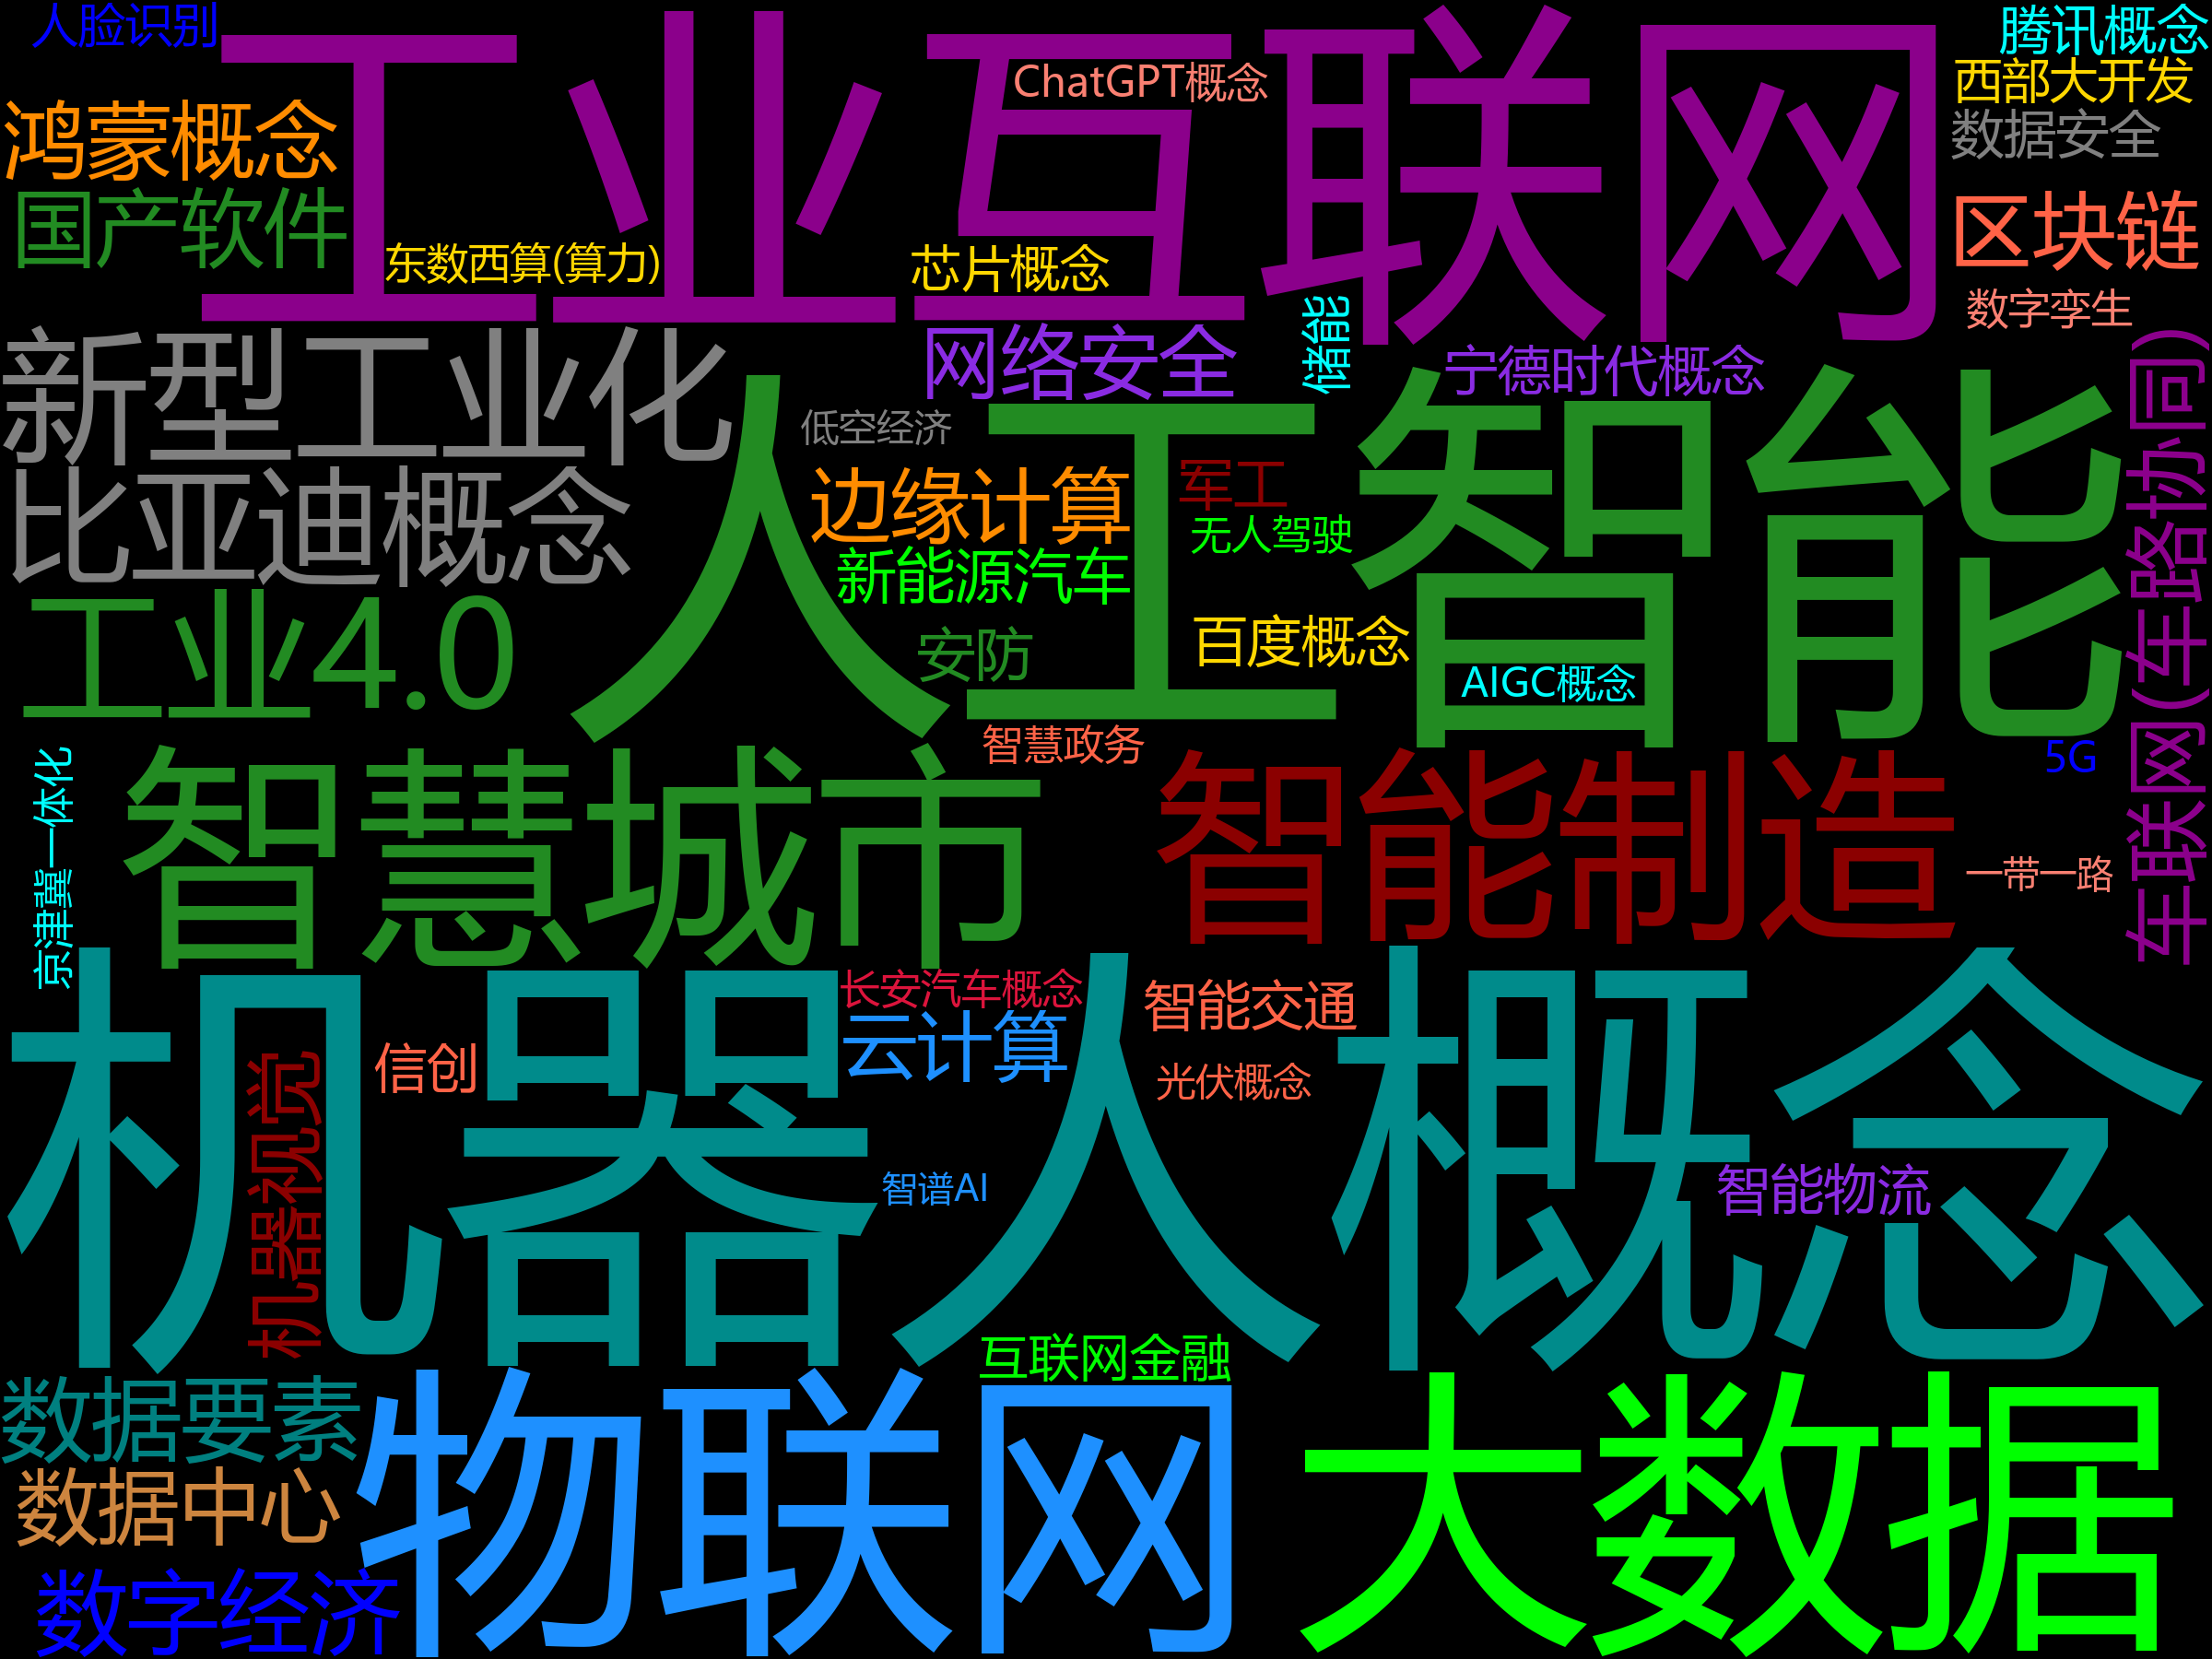 人脸识别
工业互联网
ChatGPT概念
腾讯概念
西部大开发
鸿蒙概念
数据安全
国产软件
区块链
东数西算(算力)
芯片概念
数字孪生
储能
新型工业化
网络安全
宁德时代概念
车联网(车路协同)
人工智能
低空经济
比亚迪概念
边缘计算
军工
无人驾驶
新能源汽车
工业4.0
安防
百度概念
AIGC概念
智慧政务
5G
京津冀一体化
智慧城市
智能制造
一带一路
机器人概念
长安汽车概念
智能交通
云计算
信创
机器视觉
光伏概念
智谱AI
智能物流
互联网金融
数据要素
物联网
大数据
数据中心
数字经济